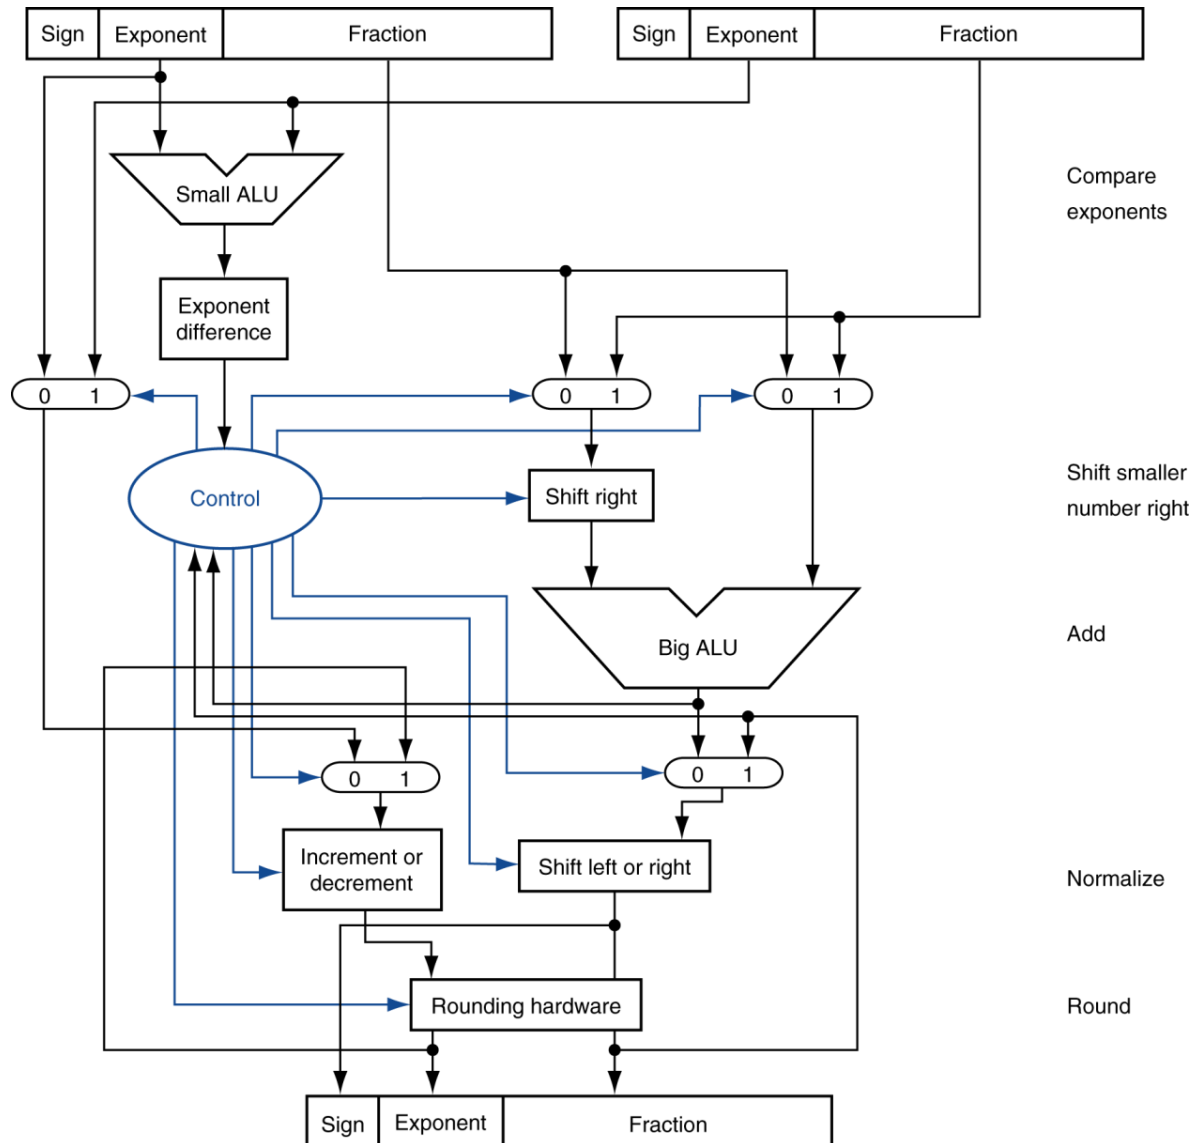 Sign Exponent Fraction Sign Exponent Fraction
Small ALU
Compare
exponents
Exponent
difference
0 1 0 1 0 1
Control
Shift right
Shift smaller
number right
Big ALU
Add
0 1 0 1
Increment or
decrement
Shift left or right
Normalize
Rounding hardware
Round
Sign Exponent Fraction